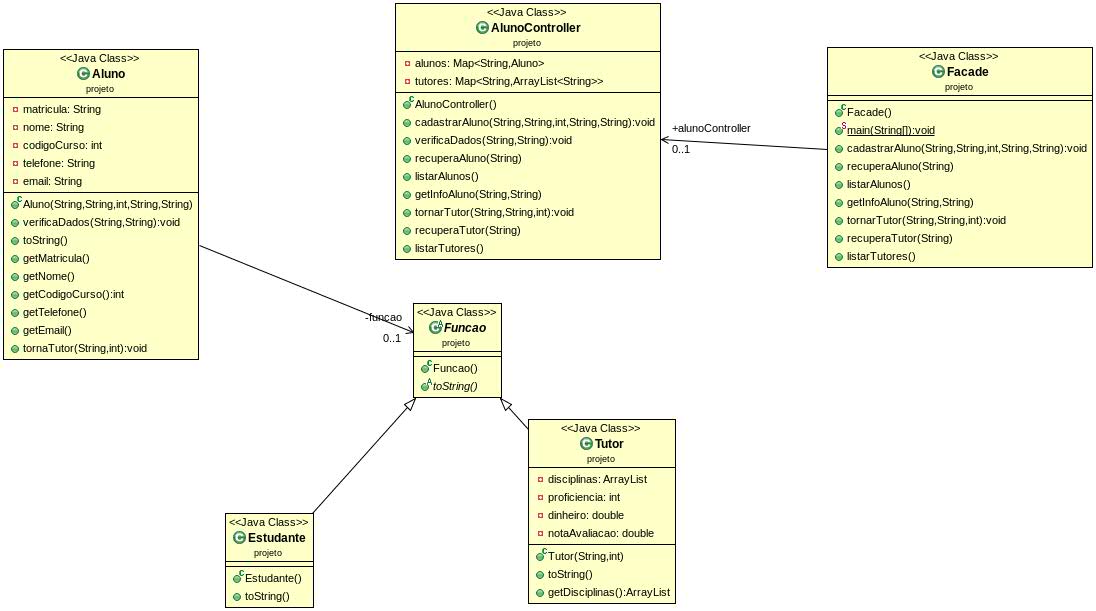 <<Java Class>>
Aluno
projeto
matricula: String
nome: String
codigoCurso: int
telefone: String
email: String
Aluno(String,String,int,String,String)
verificaDados(String,String):void
toString()
getMatricula()
getNome()
getCodigoCurso():int
getTelefone()
getEmail()
tornaTutor(String,int):void
<<Java Class>>
AlunoController
projeto
alunos: Map<String,Aluno>
tutores: Map<String,ArrayList<String>>
AlunoController()
cadastrarAluno(String,String,int,String,String):void
verificaDados(String,String):void
recuperaAluno(String)
listarAlunos()
getInfoAluno(String,String)
tornarTutor(String,String,int):void
recuperaTutor(String)
listarTutores()
+alunoController
0..1
<<Java Class>>
Facade
projeto
Facade()
main(String[]):void
cadastrarAluno(String,String,int,String,String):void
recuperaAluno(String)
listarAlunos()
getInfoAluno(String,String)
tornarTutor(String,String,int):void
recuperaTutor(String)
listarTutores()
-funcao
0..1
<<Java Class>>
Funcao
projeto
Funcao()
toString()
<<Java Class>>
Estudante
projeto
Estudante()
toString()
<<Java Class>>
Tutor
projeto
disciplinas: ArrayList
proficiencia: int
dinheiro: double
notaAvaliacao: double
Tutor(String,int)
toString()
getDisciplinas():ArrayList